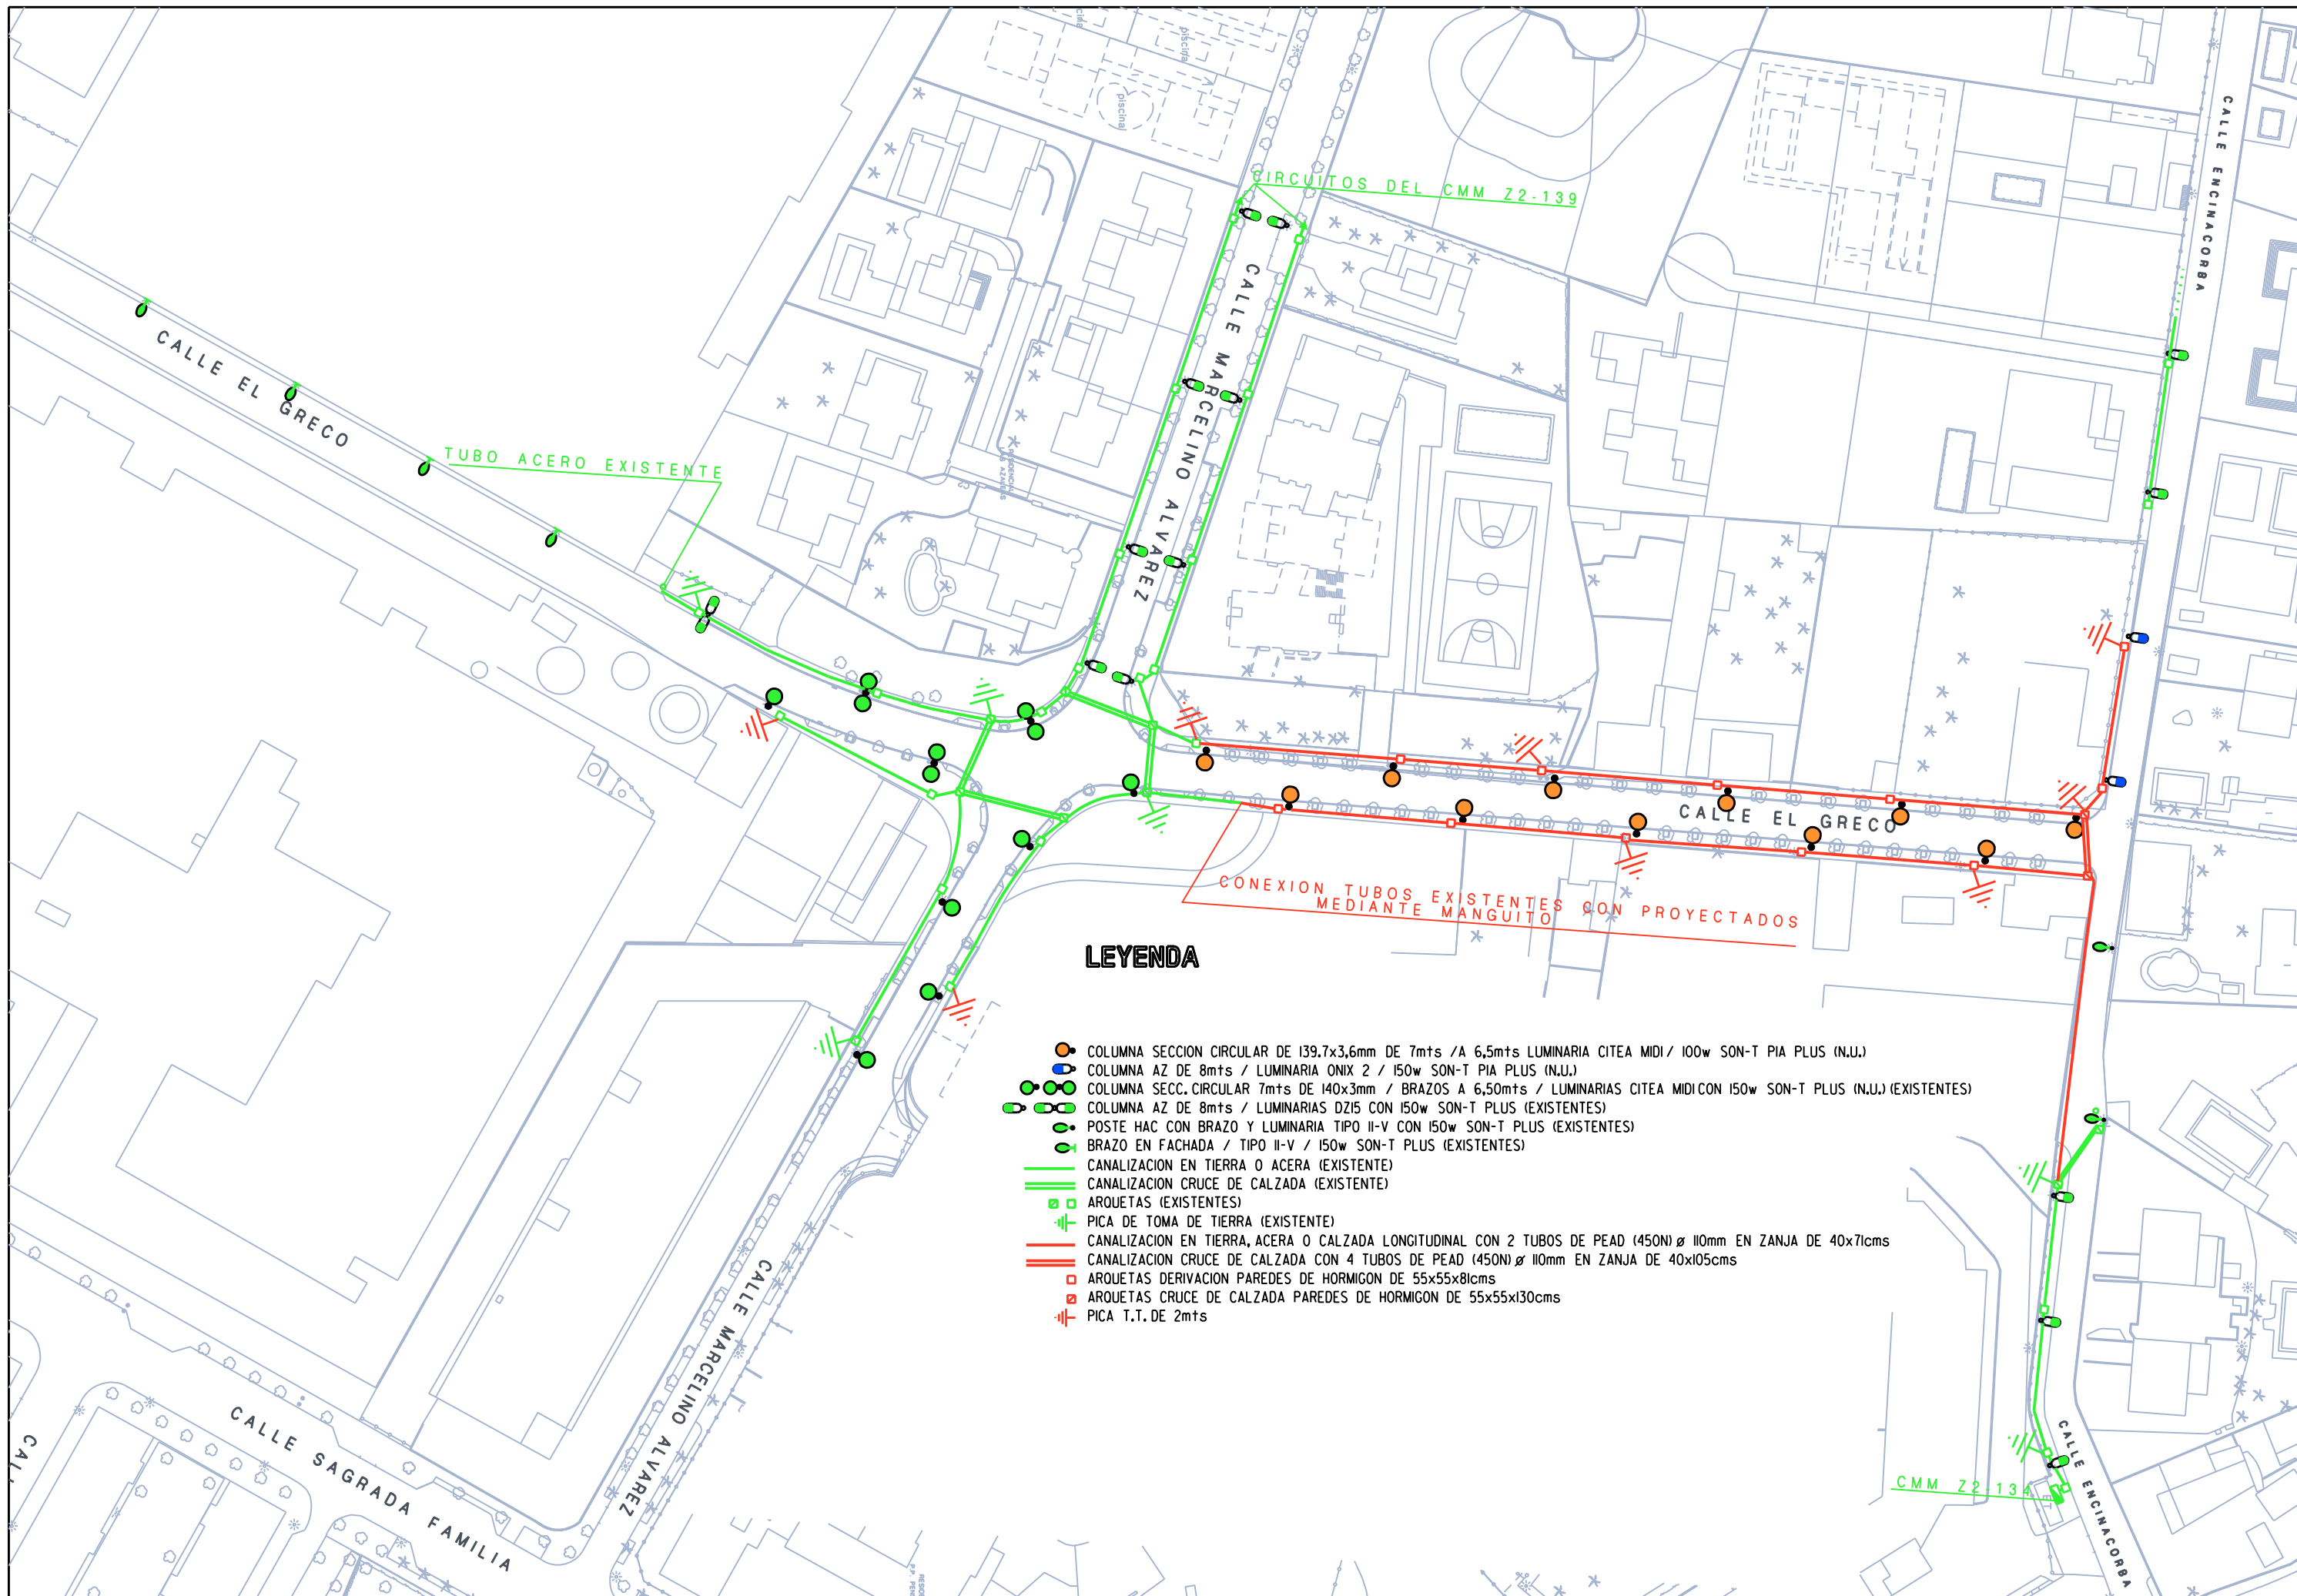 piscina
piscina
piscina
CALLE ENCINACORBA
CIRCUITOS DEL CMM Z2-139
CALLE MARCELINO ALVAREZ
CALLE EL GRECO
TUBO ACERO EXISTENTE
RESIDENCIAL
CALLE EL GRECO
CONEXION TUBOS EXISTENTES CON PROYECTADOS
MEDIANTE MANGUITO
LEYENDA
COLUMNA SECCION CIRCULAR DE 139.7x3,6mm DE 7mts /A 6,5mts LUMINARIA CITEA MIDI / 100w SON-T PIA PLUS (N.U.)
COLUMNA AZ DE 8mts / LUMINARIA ONIX 2 / 150w SON-T PIA PLUS (N.U.)
COLUMNA SECC. CIRCULAR 7mts DE 140x3mm / BRAZOS A 6,50mts / LUMINARIAS CITEA MIDI CON 150w SON-T PLUS (N.U.) (EXISTENTES)
COLUMNA AZ DE 8mts / LUMINARIAS DZ15 CON 150w SON-T PLUS (EXISTENTES)
POSTE HAC CON BRAZO Y LUMINARIA TIPO II-V CON 150w SON-T PLUS (EXISTENTES)
BRAZO EN FACHADA / TIPO II-V / 150w SON-T PLUS (EXISTENTES)
CANALIZACION EN TIERRA O ACERA (EXISTENTE)
CANALIZACION CRUCE DE CALZADA (EXISTENTE)
ARQUETAS (EXISTENTES)
PICA DE TOMA DE TIERRA (EXISTENTE)
CANALIZACION EN TIERRA, ACERA O CALZADA LONGITUDINAL CON 2 TUBOS DE PEAD (450N) ø 110mm EN ZANJA DE 40x71cms
CANALIZACION CRUCE DE CALZADA CON 4 TUBOS DE PEAD (450N) ø 110mm EN ZANJA DE 40x105cms
ARQUETAS DERIVACION PAREDES DE HORMIGON DE 55x55x81cms
ARQUETAS CRUCE DE CALZADA PAREDES DE HORMIGON DE 55x55x130cms
PICA T.T. DE 2mts
CALLE MARCELINO ALVAREZ
CALLE SAGRADA FAMILIA
CMM Z2-134
CALLE ENCINACORBA